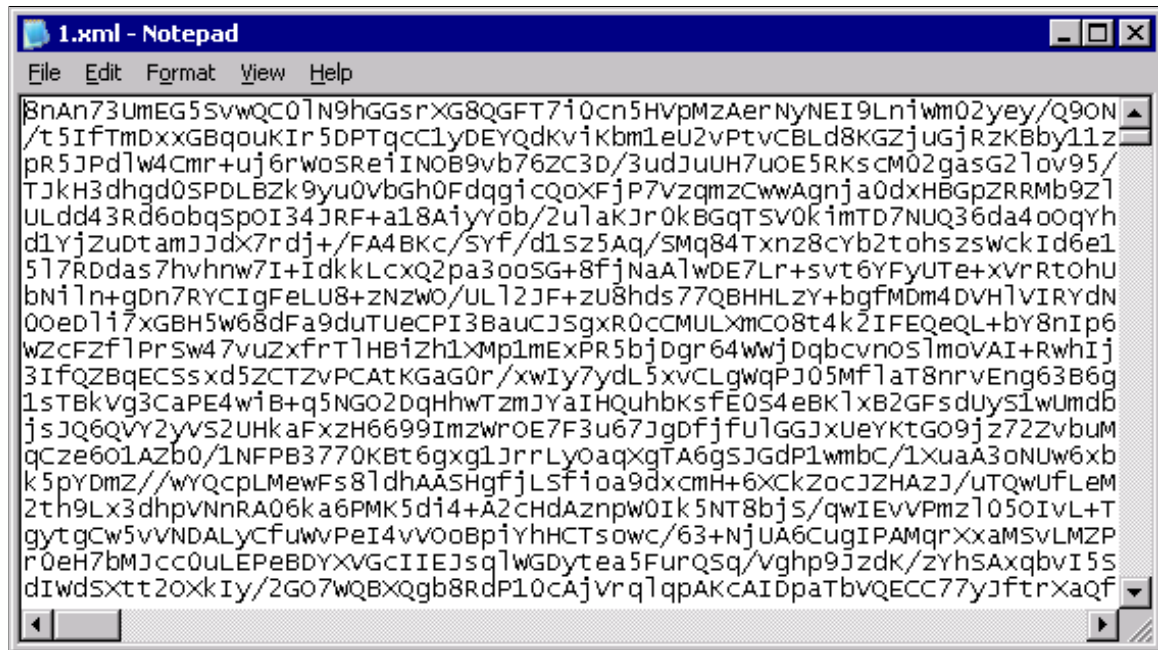 1.xml - Notepad
File Edit Format View Help
8nAn73UmEG5SvwQC0lN9hGGsrXG8QGFT7i0cn5HVpMzAerNyNEI9Lniwm02yey/Q9ON
/t5IfTmDxxGBqouKIr5DPTqcC1yDEYQdKviKbm1eU2vPtvCBLd8KGZjuGjRzKBby11z
pR5JPdlW4Cmr+uj6rWoSReiINOB9vb76ZC3D/3udJuUH7uOE5RKscM02gasG2lov95/
TJkH3dhgd0SPDLBZk9yu0VbGh0FdqgicQoXFjP7VzqmzCwwAgnja0dxHBGpZRRMb9Zl
ULdd43Rd6obqSpOI34JRF+a18AiyYob/2ulaKJr0kBGqTSV0kimTD7NUQ36da4oOqYh
d1YjZuDtamJJdX7rdj+/FA4BKc/SYf/d1Sz5Aq/SMq84Txnz8cYb2tohszsWckId6e1
5l7RDdas7hvhnw7I+IdkkLcxQ2pa3ooSG+8fjNaAlwDE7Lr+svt6YFyUTe+xVrRtOhU
bNiln+gDn7RYCIgFeLU8+zNzwO/ULl2JF+zU8hds77QBHHLzY+bgfMDm4DVHlVIRYdN
0OeDli7xGBH5W68dFa9duTUeCPI3BauCJSgxR0cCMULXmCO8t4k2IFEQeQL+bY8nIp6
wZcFZflPrSw47vuZxfrTlHBiZh1XMp1mExPR5bjDgr64WwjDqbcvnOSlmoVAI+RwhIj
3IfQZBqECSsxd5ZCTZvPCAtKGaG0r/xwIy7ydL5xvCLgwqPJO5MflaT8nrvEng63B6g
1sTBkVg3CaPE4wiB+q5NGO2DqHhwTzmJYaIHQuhbKsfE0S4eBKlxB2GFsdUyS1wUmdb
jsJQ6QVY2yVS2UHkaFxzH6699ImzWrOE7F3u67JgDfjfUlGGJxUeYKtGO9jz72ZvbuM
qCze6O1AZb0/1NFPB3770KBt6gxg1JrrLyOaqXgTA6gSJGdP1wmbC/1XuaA3oNUw6xb
k5pYDmZ//wYQcpLMewFs8ldhAASHgfjLSfioa9dxcmH+6XCkZocJZHAzJ/uTQwUfLeM
2th9Lx3dhpVNnRA06ka6PMK5di4+A2cHdAznpW0Ik5NT8bjS/qwIEvVPmzl05OIvL+T
gytgCw5vVNDALyCfuWvPeI4vVOoBpiYhHCTsowc/63+NjUA6CugIPAMqrXxaMSvLMZP
r0eH7bMJcc0uLEPeBDYXVGcIIEJsqlWGDytea5FurQSq/Vghp9JzdK/zYhSAxqbvI5S
dIWdSXtt2OXkIy/2GO7WQBXQgb8RdP10cAjVrqlqpAKcAIDpaTbVQECC77yJftrXaQf